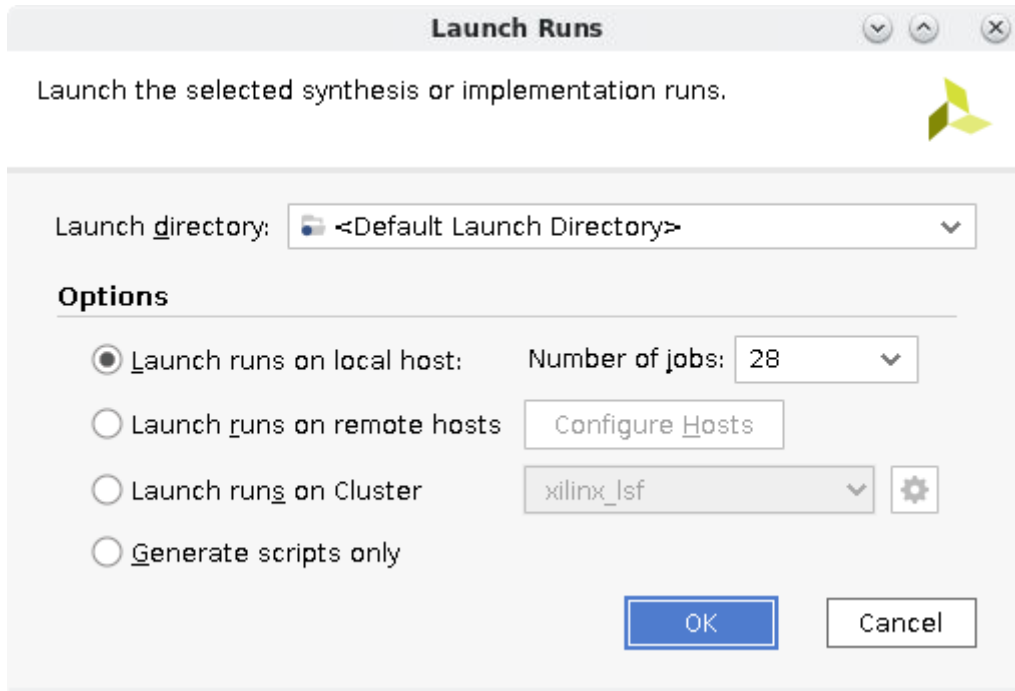 Launch Runs
Launch the selected synthesis or implementation runs.
Launch directory: <Default Launch Directory>
Options
Launch runs on local host: Number of jobs: 28
Launch runs on remote hosts Configure Hosts
Launch runs on Cluster xilinx_lsf
Generate scripts only
OK Cancel